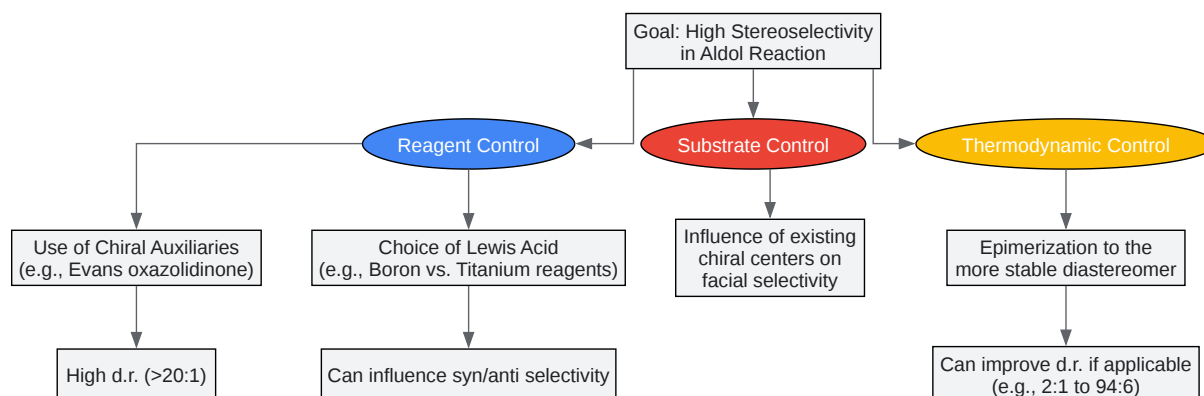 Goal: High Stereoselectivity
in Aldol Reaction
Reagent Control
Substrate Control
Thermodynamic Control
Use of Chiral Auxiliaries
(e.g., Evans oxazolidinone)
Choice of Lewis Acid
(e.g., Boron vs. Titanium reagents)
Influence of existing
chiral centers on
facial selectivity
Epimerization to the
more stable diastereomer
High d.r. (>20:1)
Can influence syn/anti selectivity
Can improve d.r. if applicable
(e.g., 2:1 to 94:6)